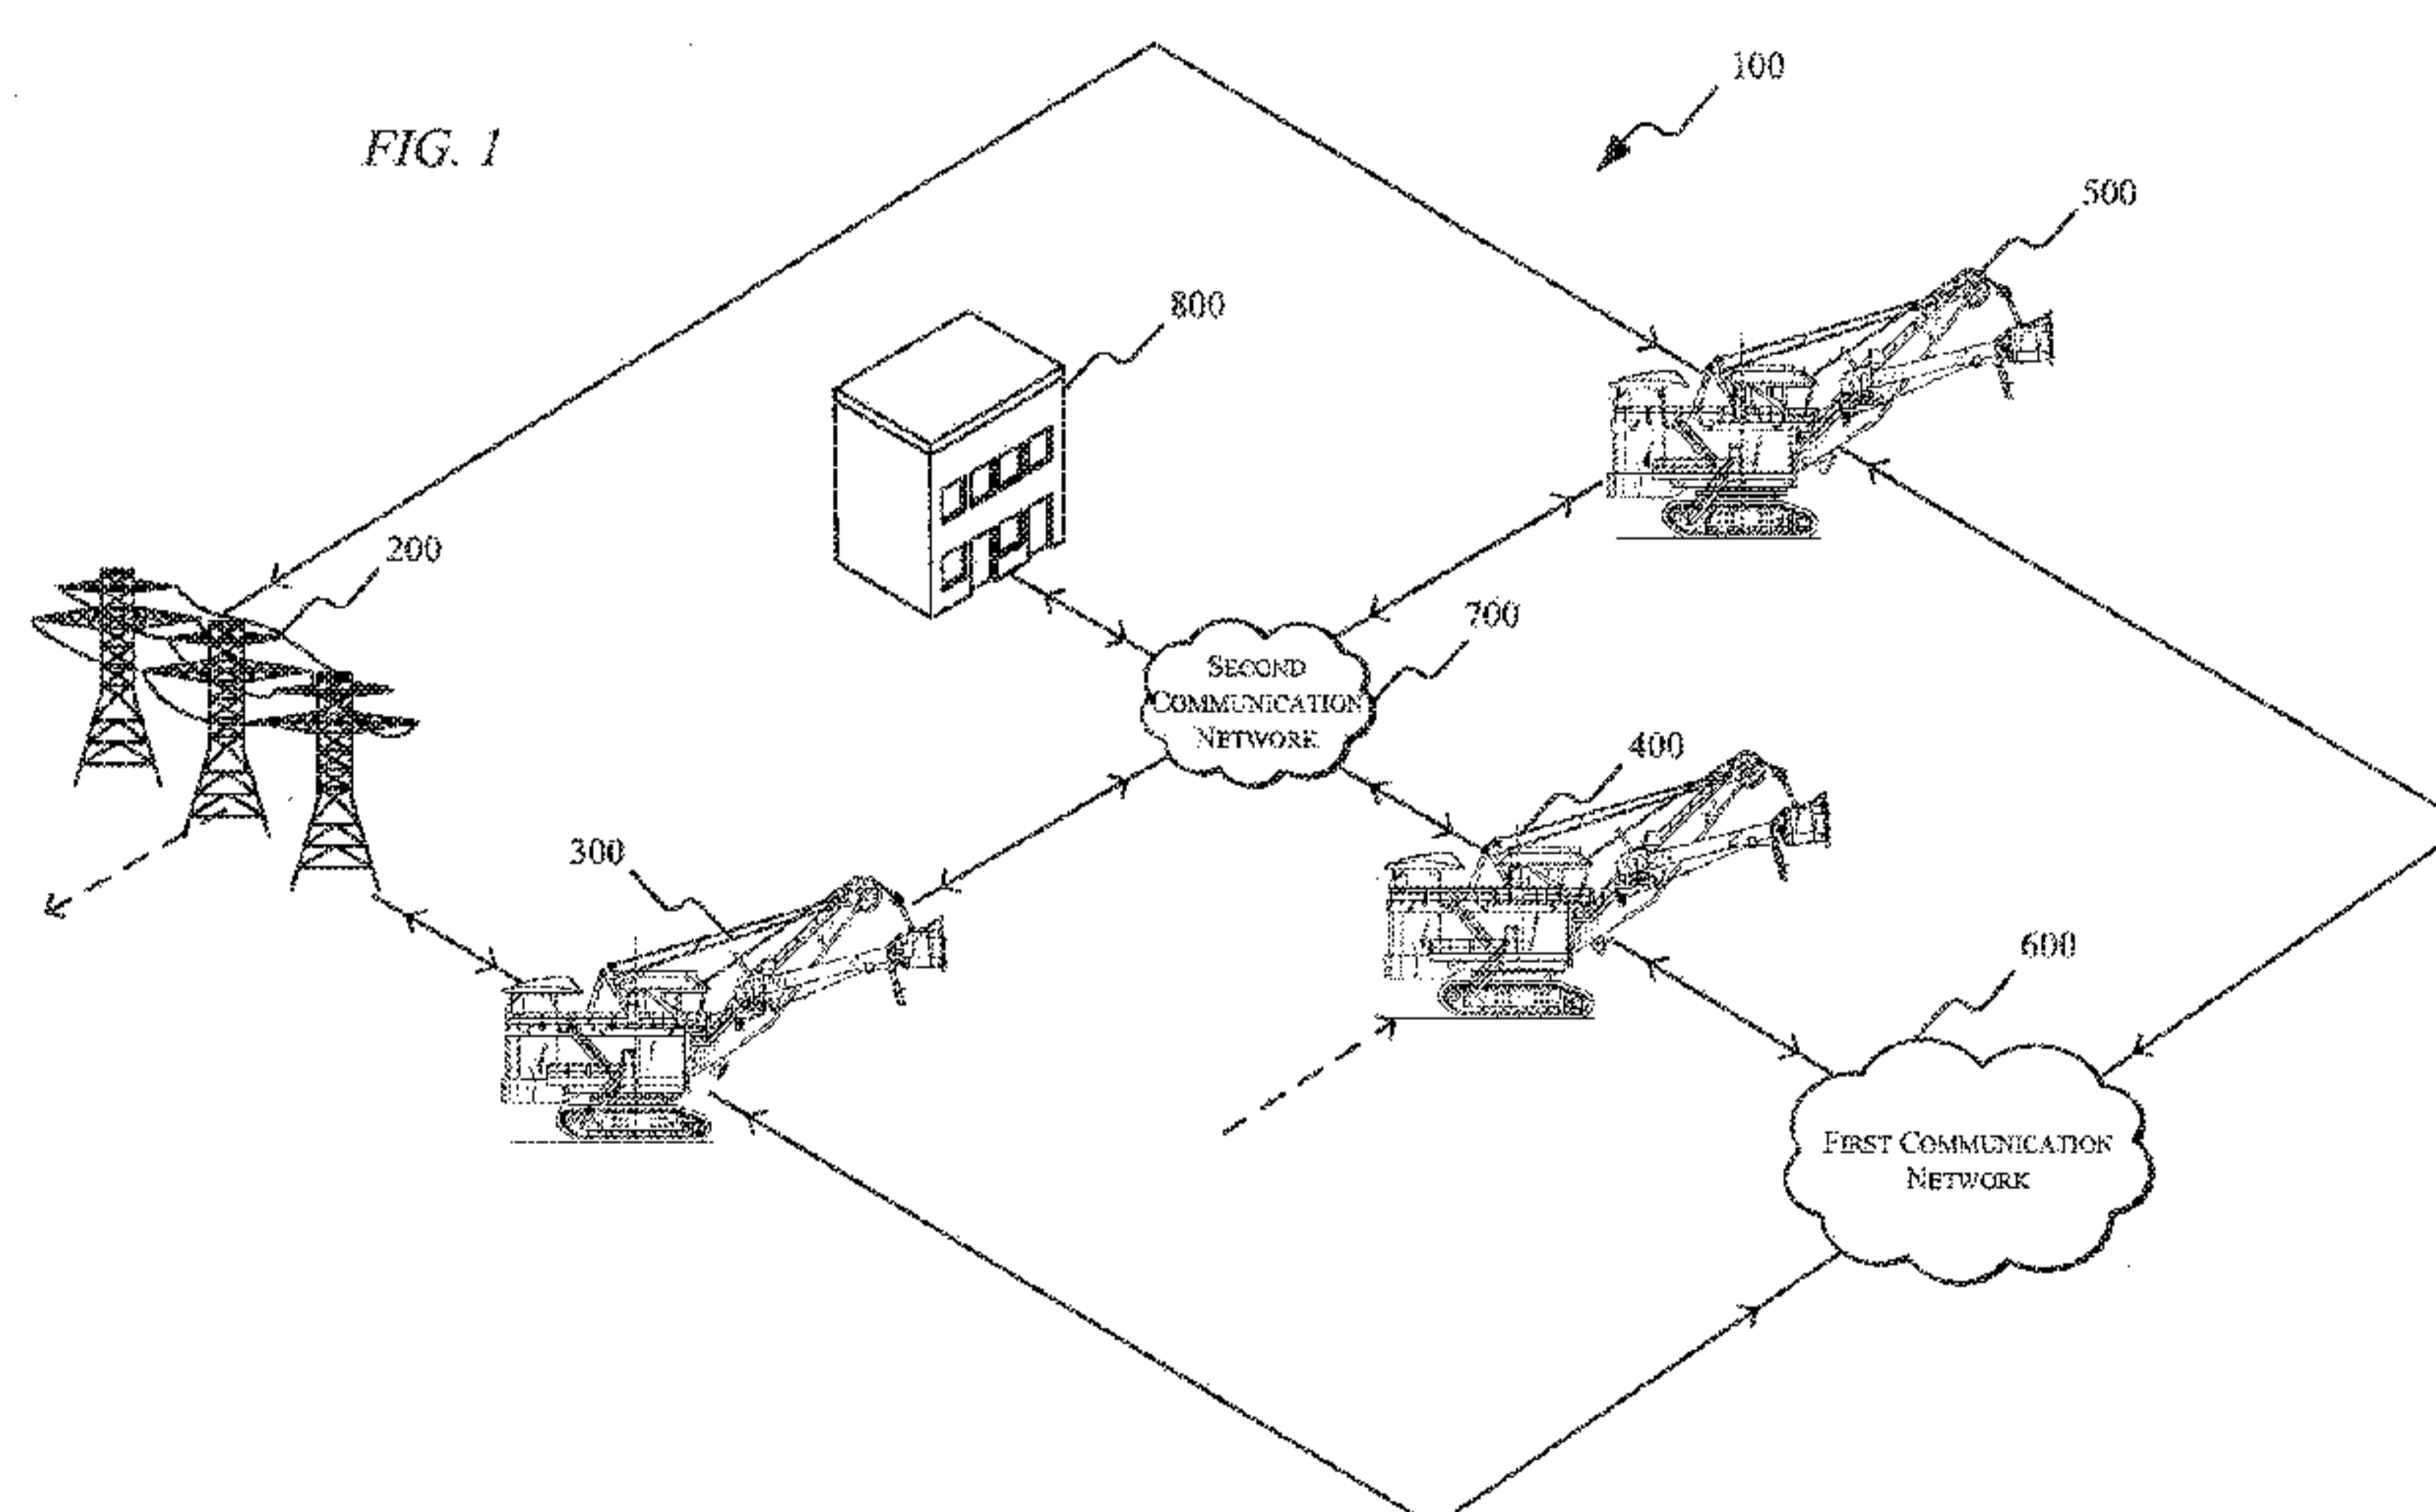 FIG. 1
100
500
800
200
700
SECOND
COMMUNICATION
NETWORK
400
300
600
FIRST COMMUNICATION
NETWORK